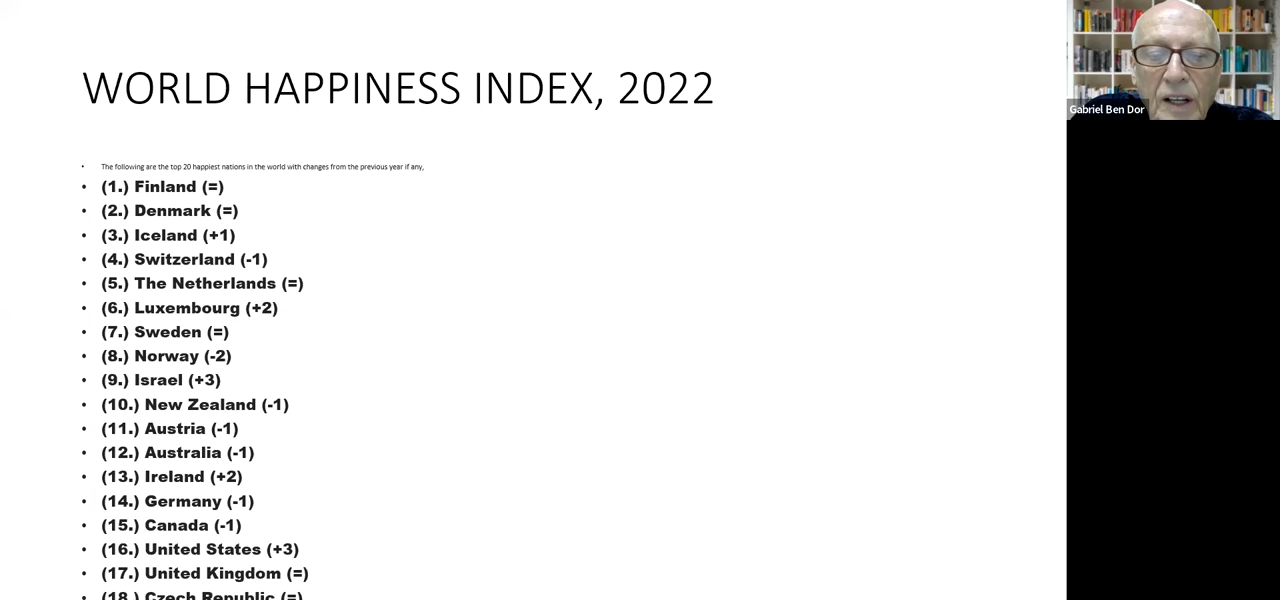 WORLD HAPPINESS INDEX, 2022
• The following are the top 20 happiest nations in the world with changes from the previous year if any,
• (1.) Finland (=)
• (2.) Denmark (=)
• (3.) Iceland (+1)
• (4.) Switzerland (-1)
• (5.) The Netherlands (=)
• (6.) Luxembourg (+2)
• (7.) Sweden (=)
• (8.) Norway (-2)
• (9.) Israel (+3)
• (10.) New Zealand (-1)
• (11.) Austria (-1)
• (12.) Australia (-1)
• (13.) Ireland (+2)
• (14.) Germany (-1)
• (15.) Canada (-1)
• (16.) United States (+3)
• (17.) United Kingdom (=)
• (18.) Czech Republic (=)
Gabriel Ben Dor